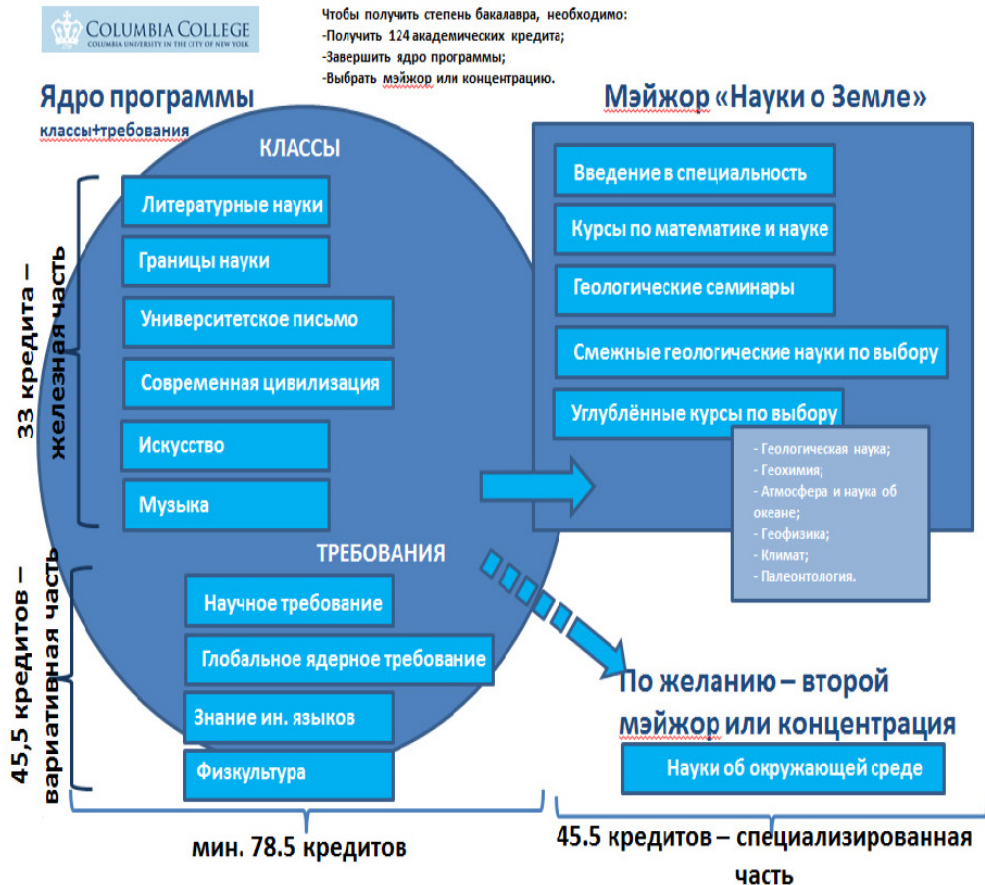 COLUMBIA COLLEGE
COLUMBIA UNIVERSITY IN THE CITY OF NEW YORK
Чтобы получить степень бакалавра, необходимо:
-Получить 124 академических кредита;
-Завершить ядро программы;
-Выбрать мэйжор или концентрацию.
Ядро программы
классы+требования
КЛАССЫ
33 кредита –
железная часть
Литературные науки
Границы науки
Университетское письмо
Современная цивилизация
Искусство
Музыка
ТРЕБОВАНИЯ
45,5 кредитов –
вариативная часть
Научное требование
Глобальное ядерное требование
Знание ин. языков
Физкультура
мин. 78.5 кредитов
Мэйжор «Науки о Земле»
Введение в специальность
Курсы по математике и науке
Геологические семинары
Смежные геологические науки по выбору
Углублённые курсы по выбору
- Геологическая наука;
- Геохимия;
- Атмосфера и наука об
океане;
- Геофизика;
- Климат;
- Палеонтология.
По желанию – второй
мэйжор или концентрация
Науки об окружающей среде
45.5 кредитов – специализированная
часть